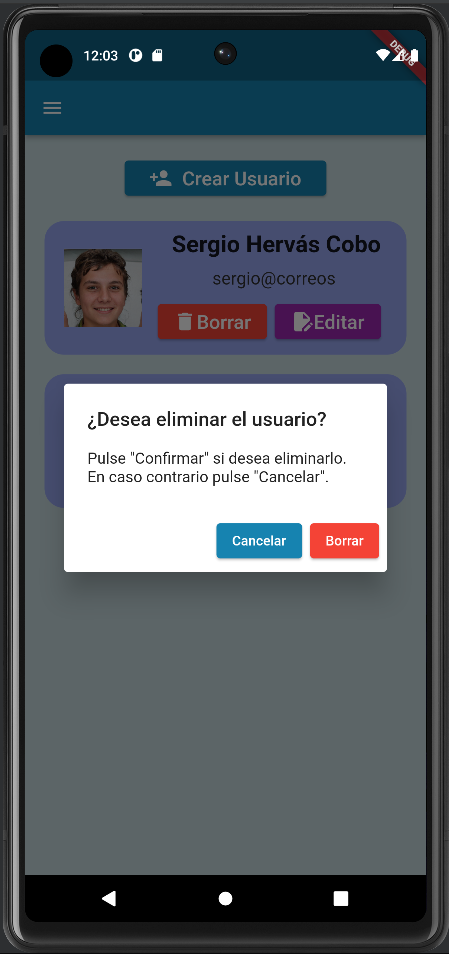 12:03
DEBUG
Crear Usuario
Sergio Hervás Cobo
sergio@correos
Borrar
Editar
¿Desea eliminar el usuario?
Pulse "Confirmar" si desea eliminarlo.
En caso contrario pulse "Cancelar".
Cancelar
Borrar